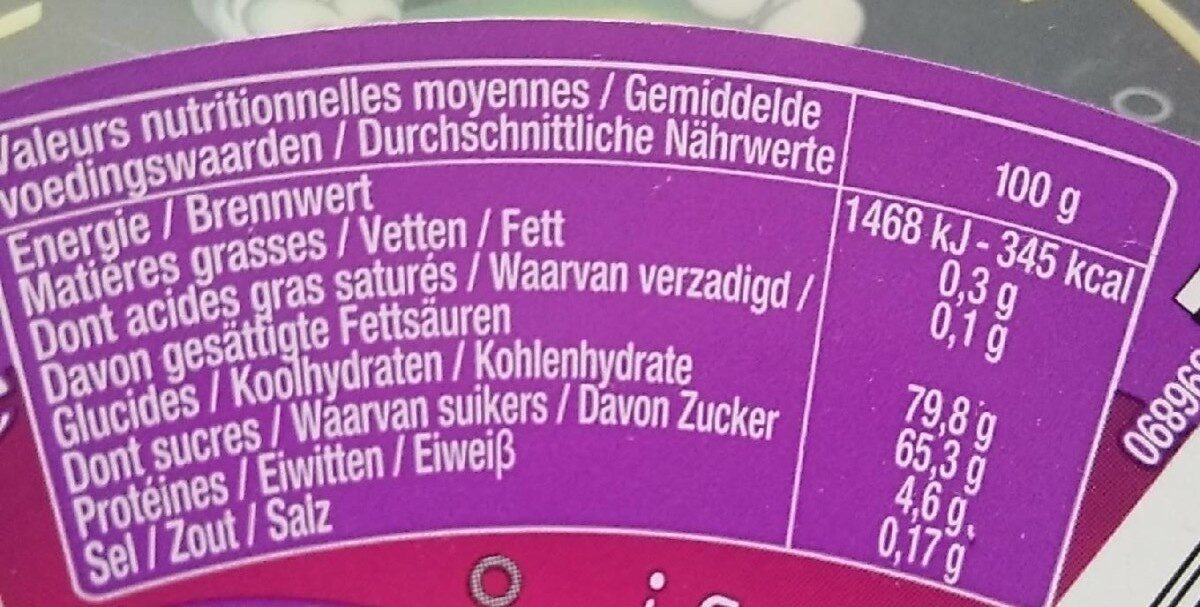 Valeurs nutritionnelles moyennes / Gemiddelde
voedingswaarden / Durchschnittliche Nährwerte 100 g
Énergie / Brennwert 1468 kJ - 345 kcal
Matières grasses / Vetten / Fett 0,3 g
Dont acides gras saturés / Waarvan verzadigd / 0,1 g
Davon gesättigte Fettsäuren
Glucides / Koolhydraten / Kohlenhydrate 79,8 g
Dont sucres / Waarvan suikers / Davon Zucker 65,3 g
Protéines / Eiwitten / Eiweiß 4,6 g.
Sel / Zout / Salz 0,17 g